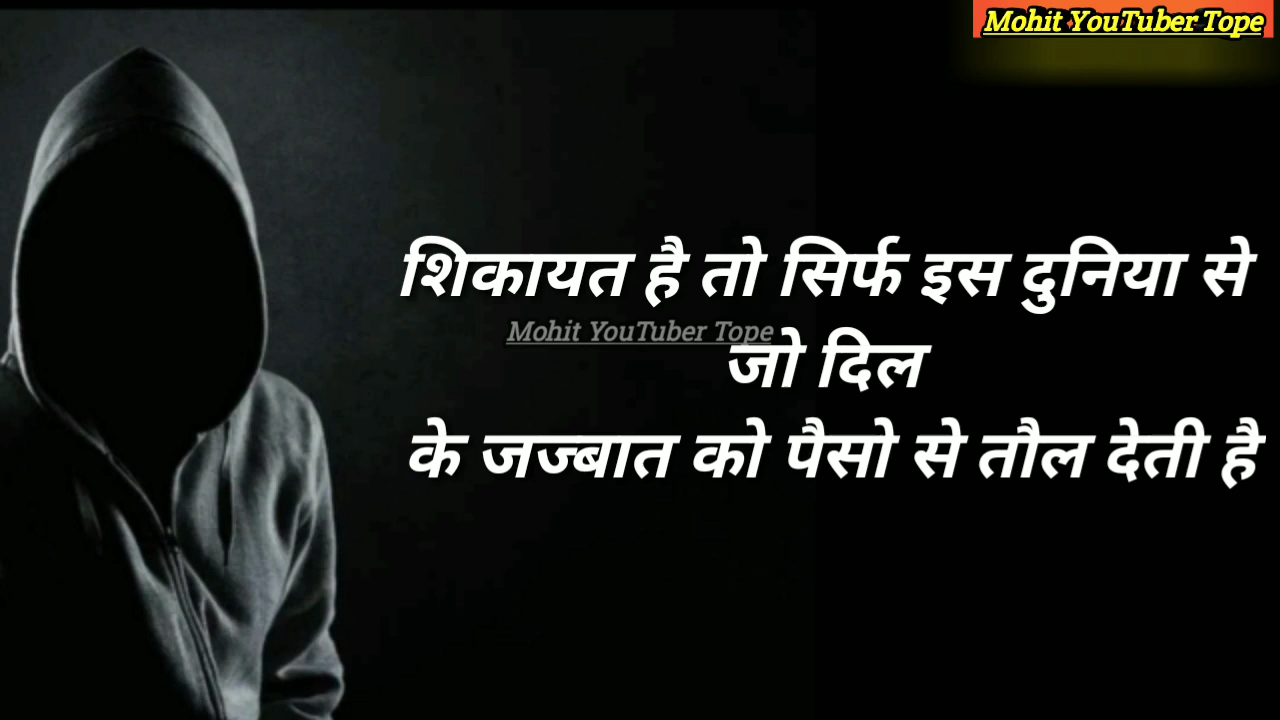 Mohit YouTuber Tope
शिकायत है तो सिर्फ इस दुनिया से
Mohit YouTuber Tope
जो दिल
के जज्बात को पैसो से तौल देती है